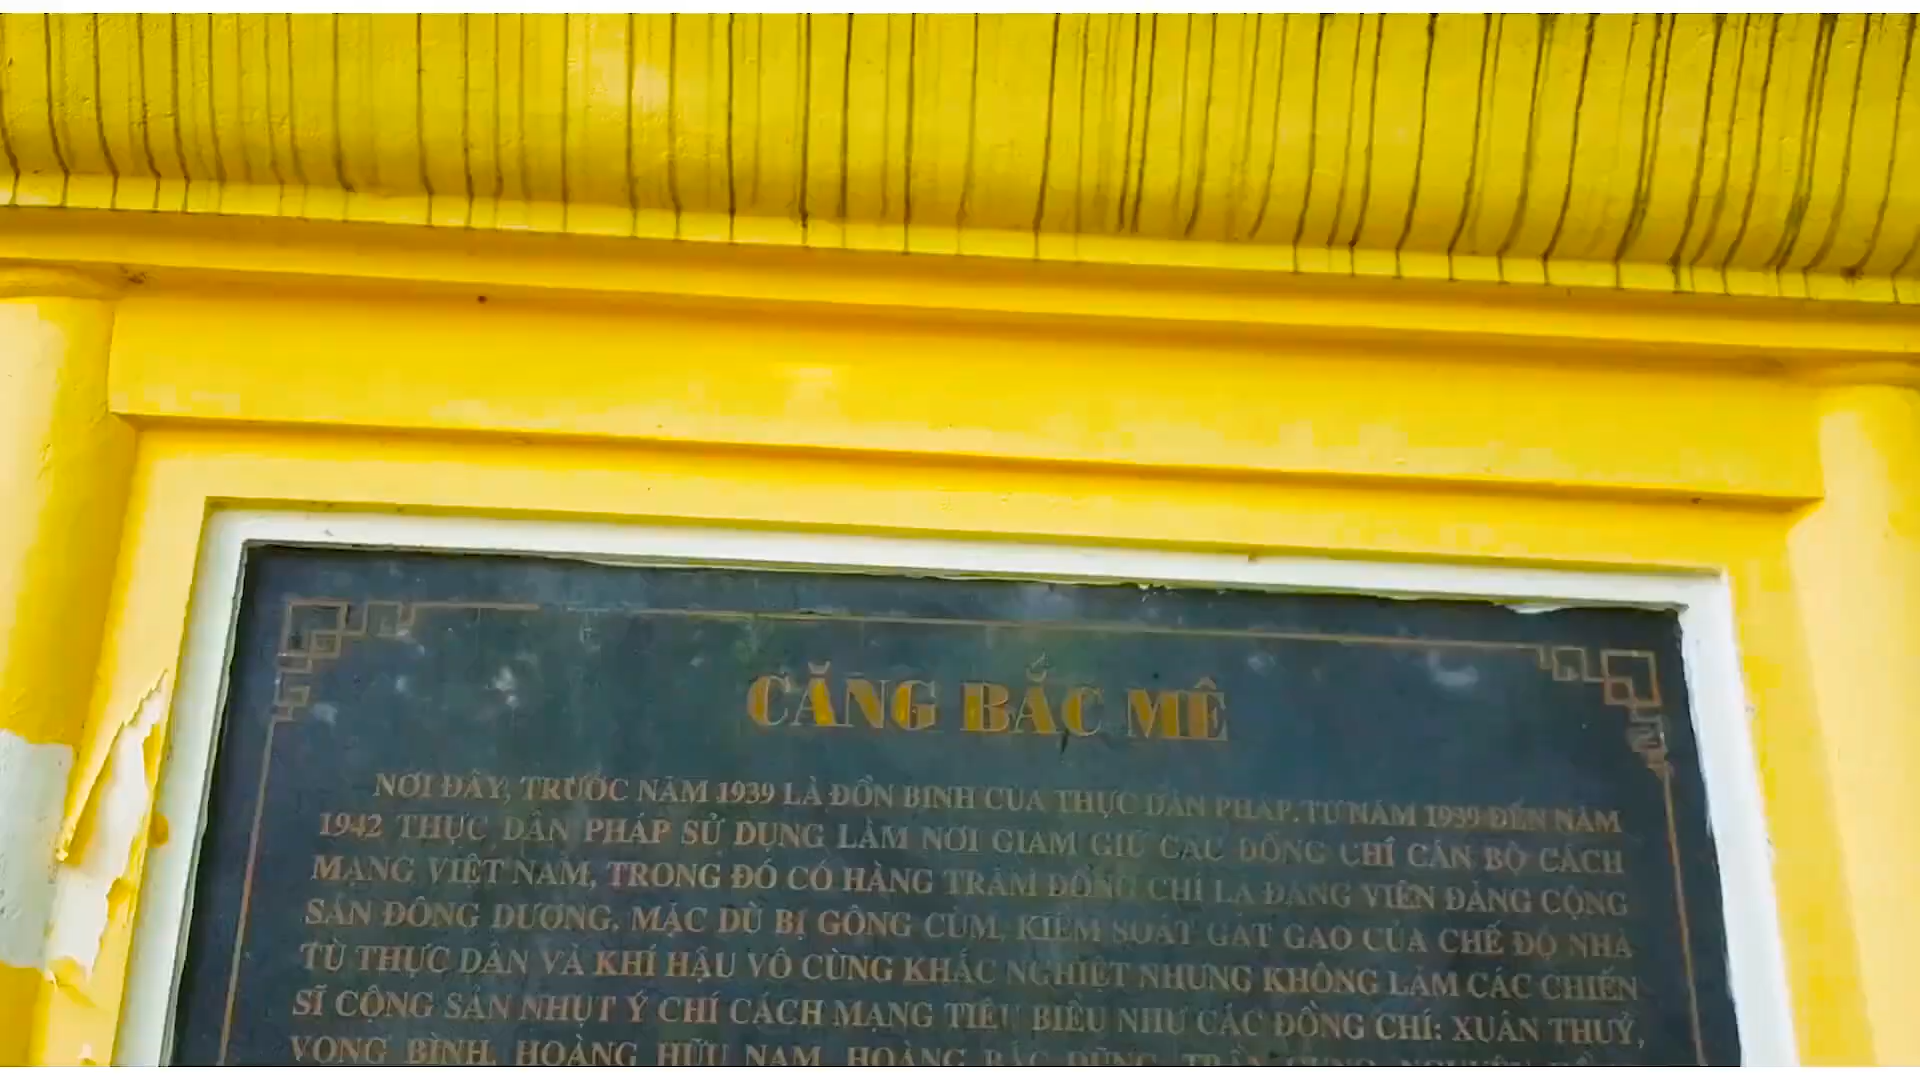 CĂNG BẮC MÊ
NƠI ĐÂY, TRƯỚC NĂM 1939 LÀ ĐỒN BINH CỦA THỰC DÂN PHÁP. TỪ NĂM 1939 ĐẾN NĂM
1942 THỰC DÂN PHÁP SỬ DỤNG LÀM NƠI GIAM GIỮ CÁC ĐỒNG CHÍ CÁN BỘ CÁCH
MẠNG VIỆT NAM, TRONG ĐÓ CÓ HÀNG TRĂM ĐỒNG CHÍ LÀ ĐẢNG VIÊN ĐẢNG CỘNG
SẢN ĐÔNG DƯƠNG. MẶC DÙ BỊ GÔNG CÙM, KIỂM SOÁT GẮT GAO CỦA CHẾ ĐỘ NHÀ
TÙ THỰC DÂN VÀ KHÍ HẬU VÔ CÙNG KHẮC NGHIỆT NHƯNG KHÔNG LÀM CÁC CHIẾN
SĨ CỘNG SẢN NHỤT Ý CHÍ CÁCH MẠNG TIÊU BIỂU NHƯ CÁC ĐỒNG CHÍ: XUÂN THUỶ,
VỌNG BÌNH, HOÀNG HỮU NAM, HOÀNG BẮC DŨNG, TRẦN CUNG,